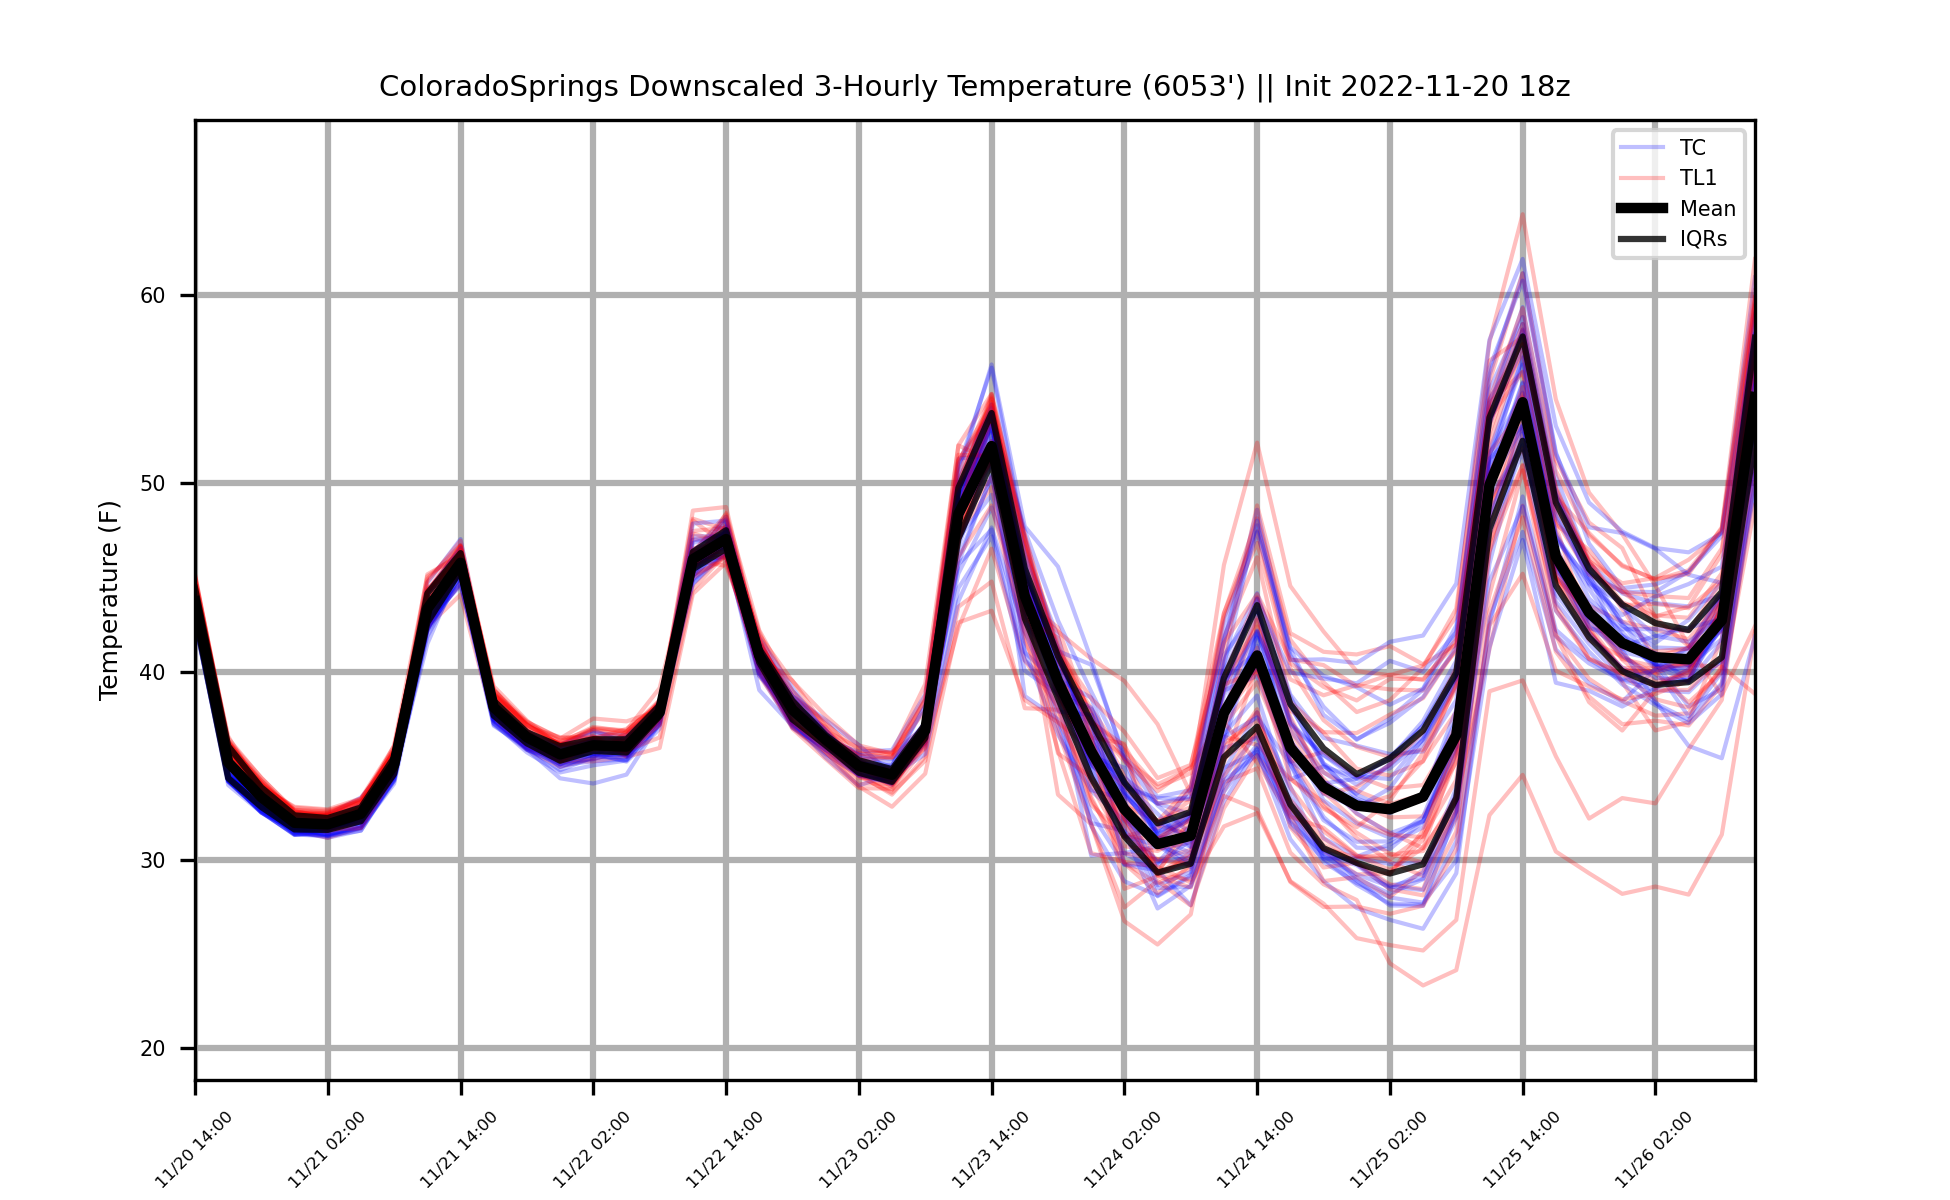 ColoradoSprings Downscaled 3-Hourly Temperature (6053') || Init 2022-11-20 18z
TC
TL1
Mean
IQRs
Temperature (F)
60
50
40
30
20
11/20 14:00
11/21 02:00
11/21 14:00
11/22 02:00
11/22 14:00
11/23 02:00
11/23 14:00
11/24 02:00
11/24 14:00
11/25 02:00
11/25 14:00
11/26 02:00